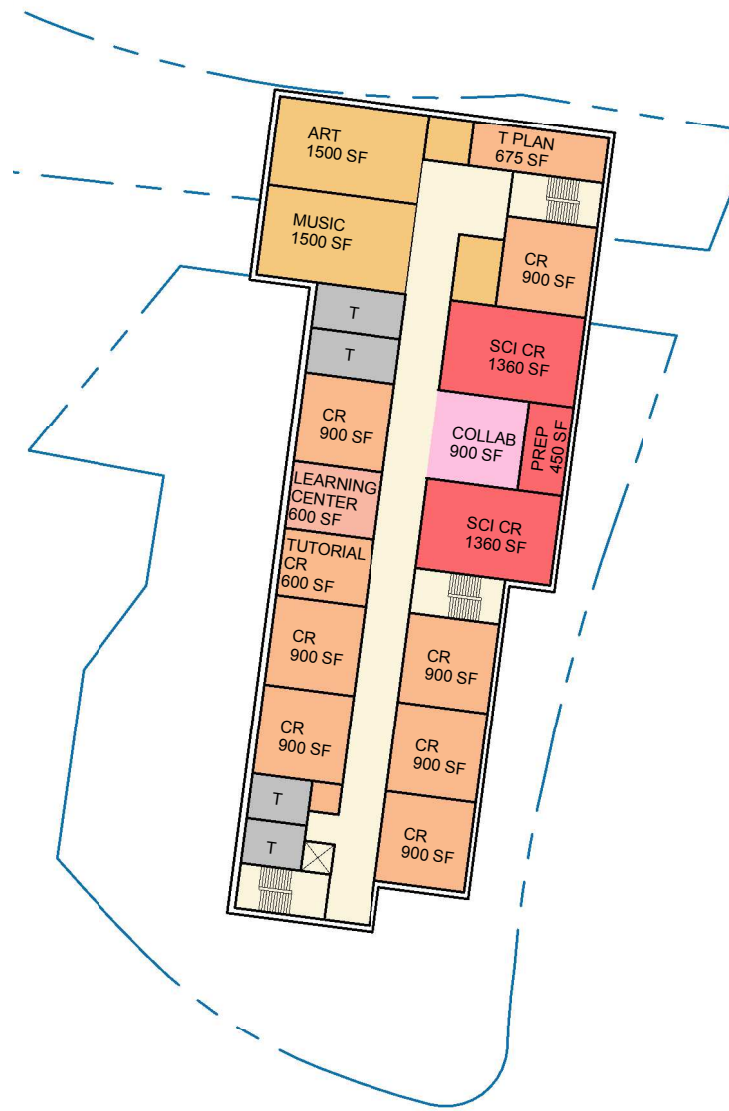 ART
1500 SF
T PLAN
675 SF
MUSIC
1500 SF
CR
900 SF
T
T
SCI CR
1360 SF
CR
900 SF
COLLAB
900 SF
PREP
450 SF
LEARNING
CENTER
600 SF
SCI CR
1360 SF
TUTORIAL
CR
600 SF
CR
900 SF
CR
900 SF
CR
900 SF
CR
900 SF
T
CR
900 SF
T